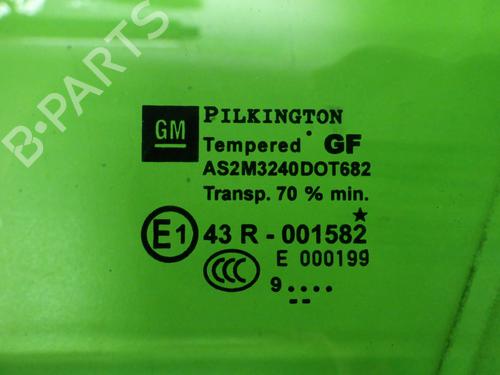 B-PARTS
GM
PILKINGTON
Tempered GF
AS2M3240DOT682
Transp. 70 % min.
E1 43 R - 001582
CCC E 000199
9....
--